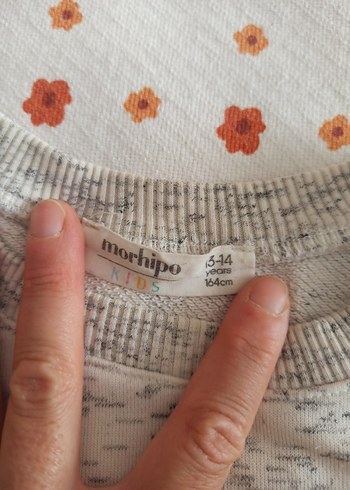 morhipo
KIDS
13-14
years
164cm